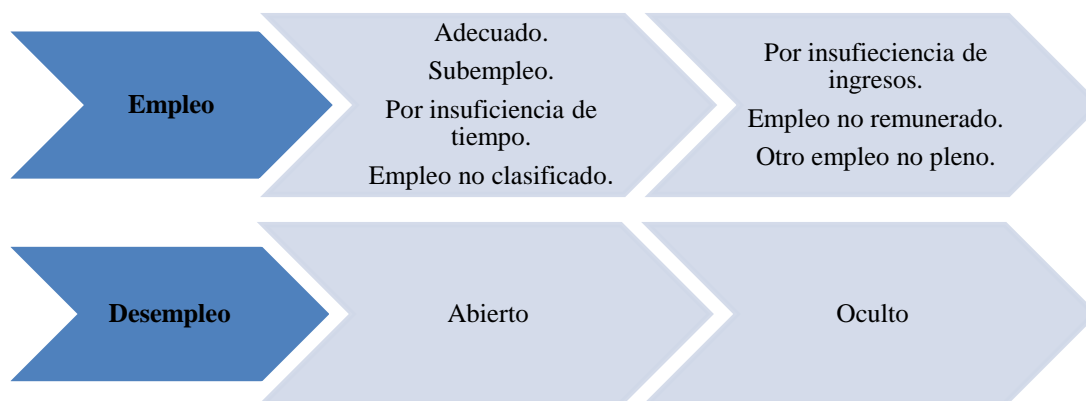 Empleo
Adecuado.
Subempleo.
Por insuficiencia de
tiempo.
Empleo no clasificado.
Por insufieciencia de
ingresos.
Empleo no remunerado.
Otro empleo no pleno.
Desempleo
Abierto
Oculto